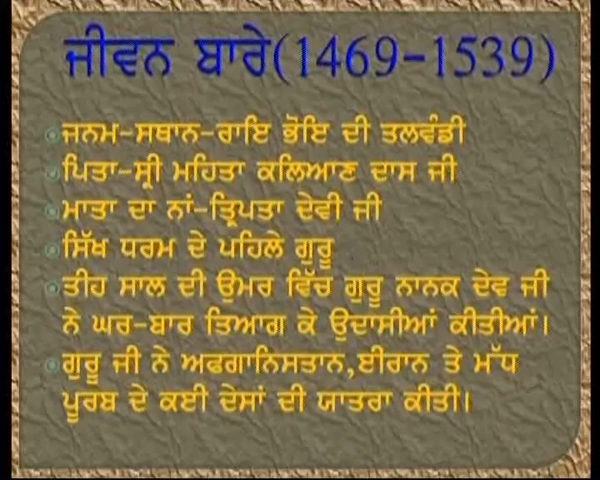 ਜੀਵਨ ਬਾਰੇ(1469-1539)
ਜਨਮ-ਸਥਾਨ-ਰਾਇ ਭੋਇ ਦੀ ਤਲਵੰਡੀ
ਪਿਤਾ-ਸ੍ਰੀ ਮਹਿਤਾ ਕਲਿਆਣ ਦਾਸ ਜੀ
ਮਾਤਾ ਦਾ ਨਾਂ-ਤ੍ਰਿਪਤਾ ਦੇਵੀ ਜੀ
ਸਿੱਖ ਧਰਮ ਦੇ ਪਹਿਲੇ ਗੁਰੂ
ਤੀਹ ਸਾਲ ਦੀ ਉਮਰ ਵਿੱਚ ਗੁਰੂ ਨਾਨਕ ਦੇਵ ਜੀ
ਨੇ ਘਰ-ਬਾਰ ਤਿਆਗ ਕੇ ਉਦਾਸੀਆਂ ਕੀਤੀਆਂ।
ਗੁਰੂ ਜੀ ਨੇ ਅਫਗਾਨਿਸਤਾਨ,ਈਰਾਨ ਤੇ ਮੱਧ
ਪੂਰਬ ਦੇ ਕਈ ਦੇਸਾਂ ਦੀ ਯਾਤਰਾ ਕੀਤੀ।